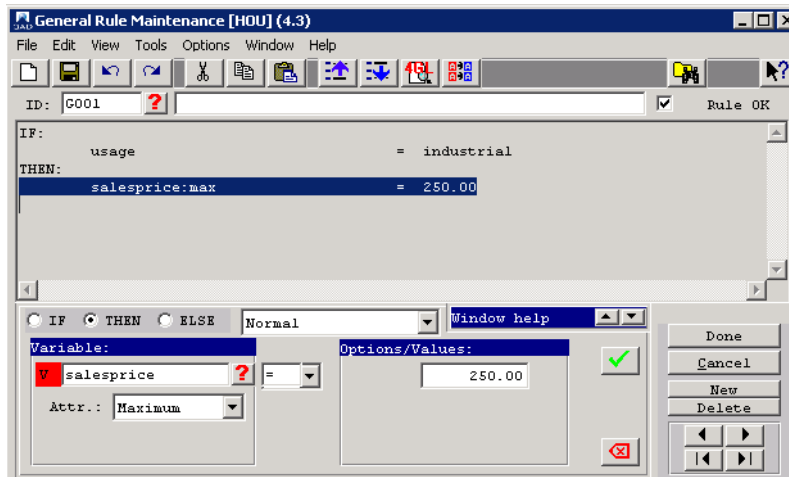 General Rule Maintenance [HOU] (4.3)
File Edit View Tools Options Window Help
ID: G001 ? Rule OK
IF:
usage = industrial
THEN:
salesprice:max = 250.00
IF THEN ELSE Normal Window help
Variable: Options/Values:
V salesprice ? = 250.00
Attr.: Maximum
Done
Cancel
New
Delete